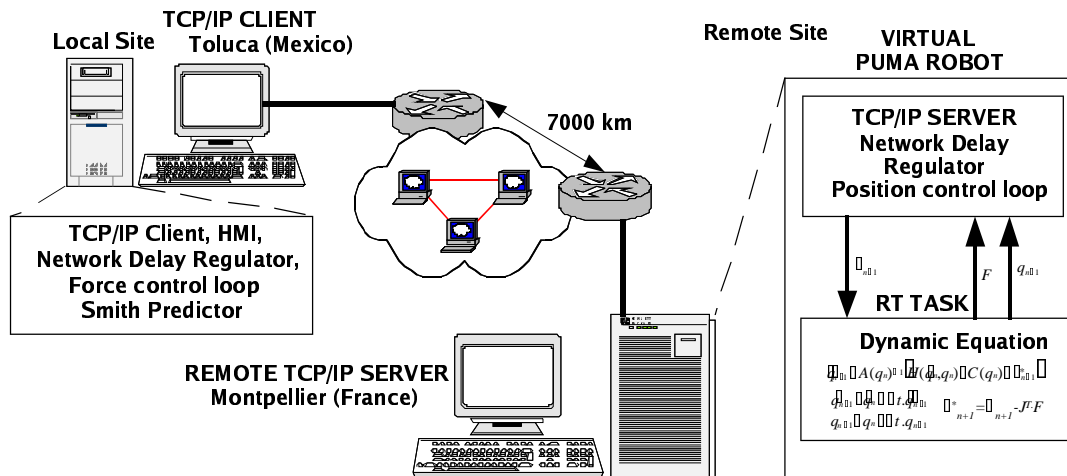 TCP/IP CLIENT
Toluca (Mexico)
Local Site
TCP/IP Client, HMI,
Network Delay Regulator,
Force control loop
Smith Predictor
7000 km
REMOTE TCP/IP SERVER
Montpellier (France)
Remote Site
VIRTUAL
PUMA ROBOT
TCP/IP SERVER
Network Delay
Regulator
Position control loop
F
RT TASK
Dynamic Equation